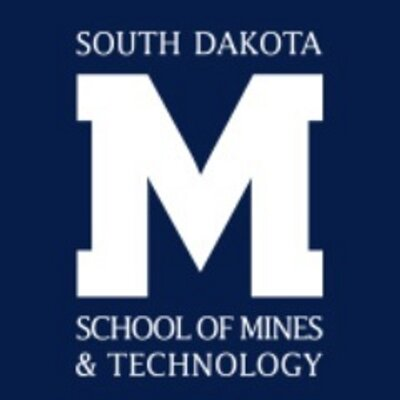 SOUTH DAKOTA
M
SCHOOL OF MINES
& TECHNOLOGY